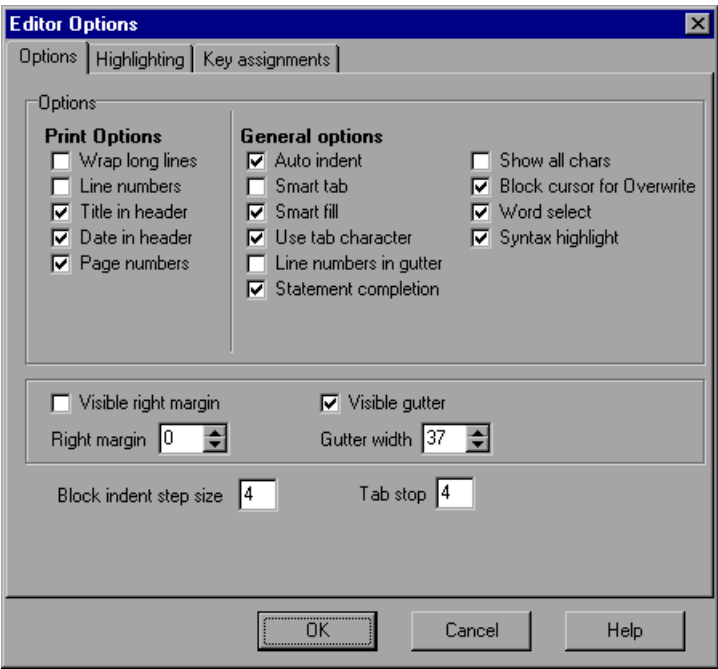 Editor Options
Options Highlighting Key assignments
Options
Print Options
Wrap long lines
Line numbers
Title in header
Date in header
Page numbers
General options
Auto indent
Smart tab
Smart fill
Use tab character
Line numbers in gutter
Statement completion
Show all chars
Block cursor for Overwrite
Word select
Syntax highlight
Visible right margin
Visible gutter
Right margin 0
Gutter width 37
Block indent step size 4
Tab stop 4
OK Cancel Help